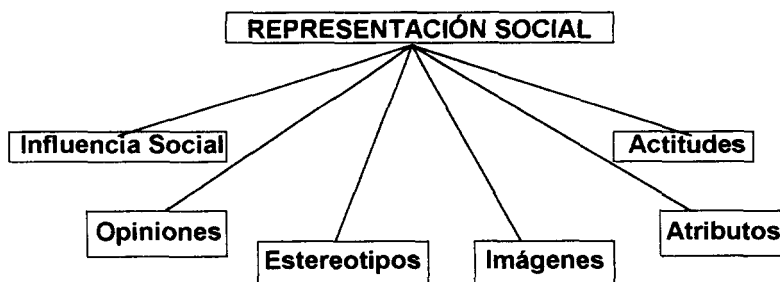 REPRESENTACIÓN SOCIAL
Influencia Social
Actitudes
Opiniones
Atributos
Estereotipos
Imágenes